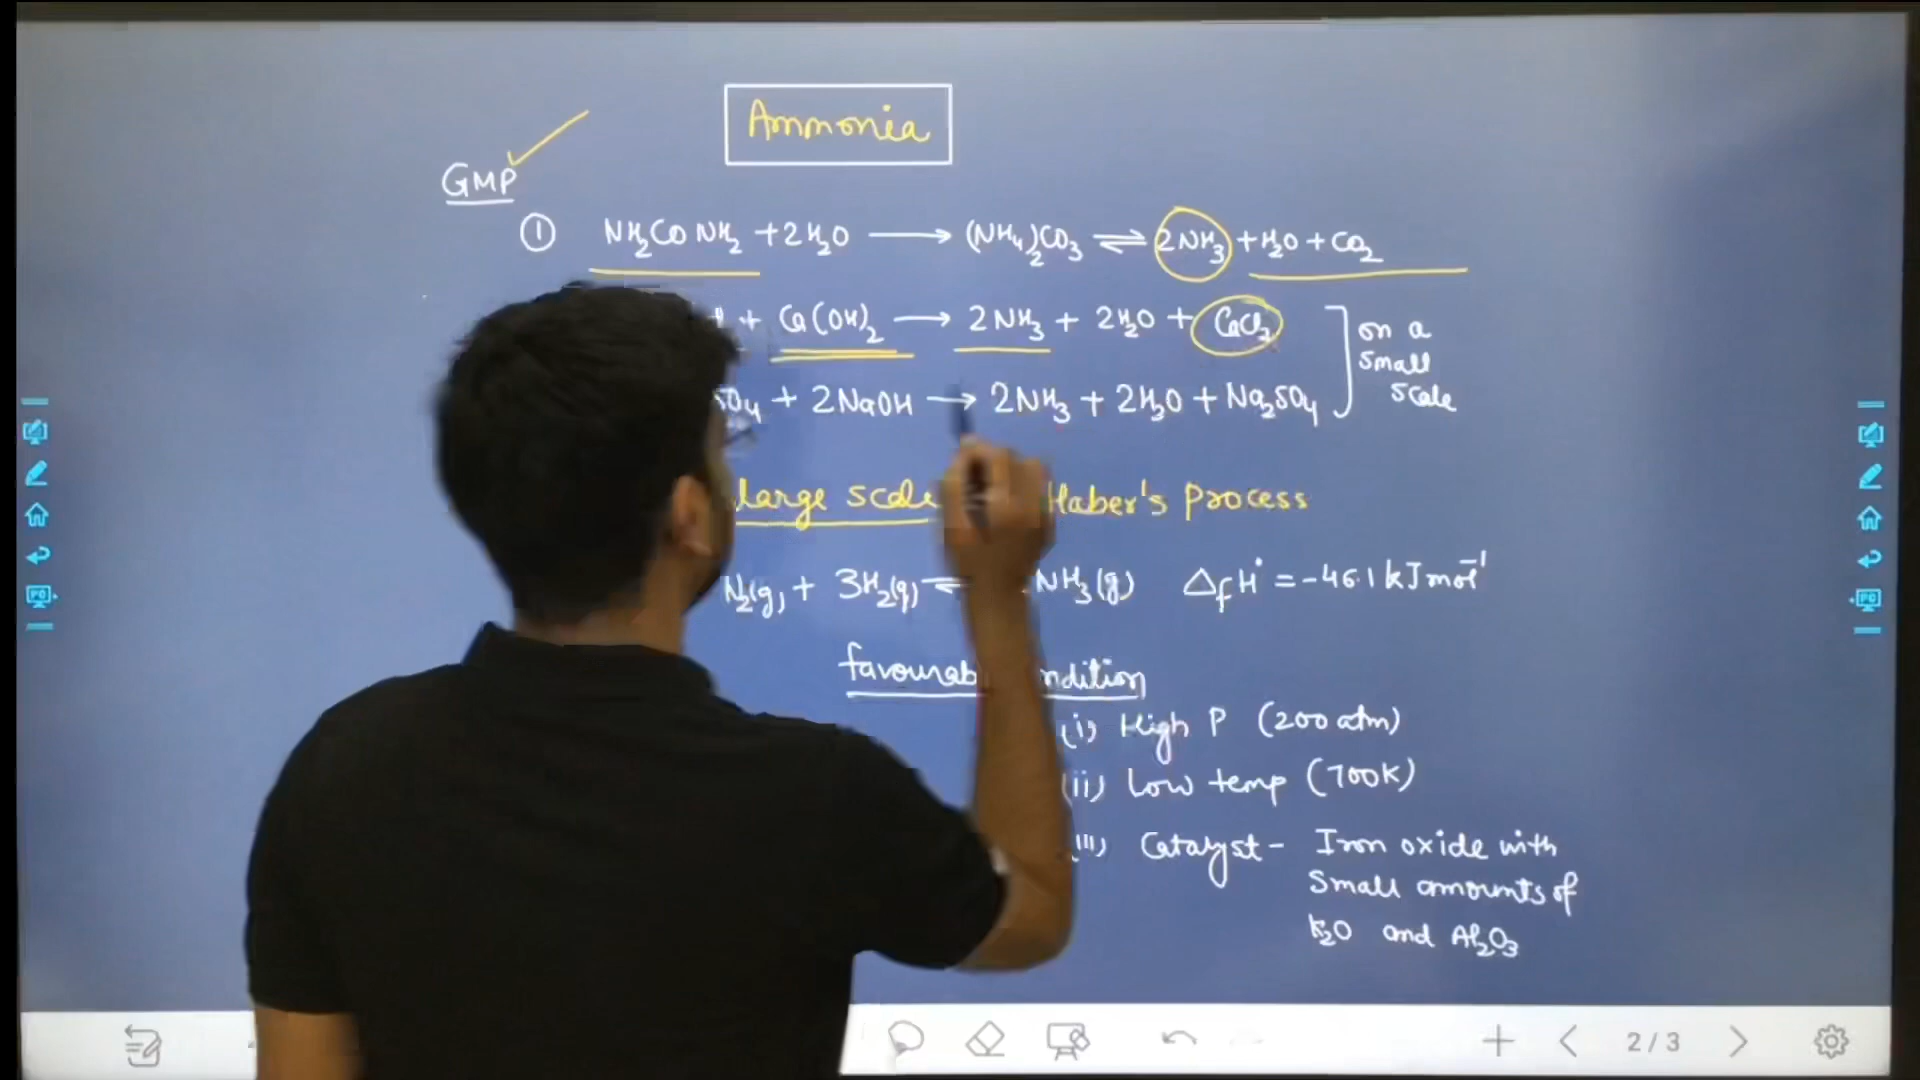 Ammonia
GMP
① NH₂CONH₂ + 2H₂O ⟶ (NH₄)₂CO₃ ⇌ 2NH₃ + H₂O + CO₂
+ Ca(OH)₂ ⟶ 2NH₃ + 2H₂O + CaCl₂
SO₄ + 2NaOH ⟶ 2NH₃ + 2H₂O + Na₂SO₄
on a
small
scale
large scale Haber's process
N₂(g) + 3H₂(g) ⇌ NH₃(g) ΔfH° = -46.1 kJ mol⁻¹
(i) High P (200 atm)
(ii) Low temp (700K)
(iii) Catalyst - Iron oxide with
small amounts of
K₂O and Al₂O₃
2/3